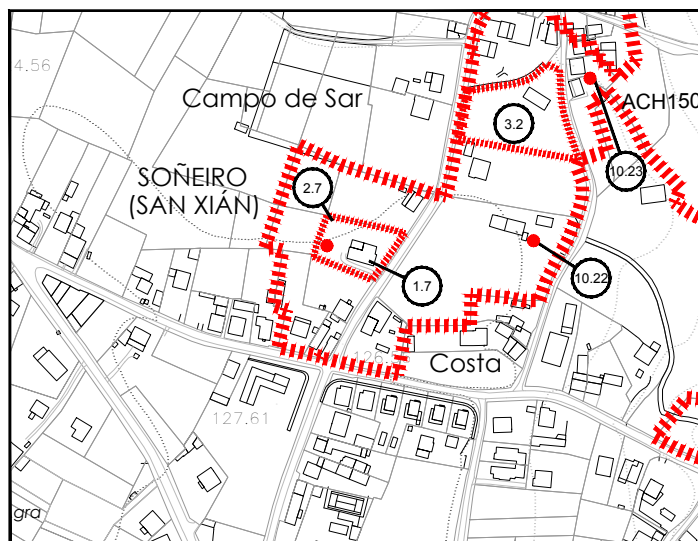 4.56
Campo de Sar
ACH150
3.2
10.23
SOÑEIRO
(SAN XIÁN)
2.7
1.7
10.22
Costa
127.61
gra